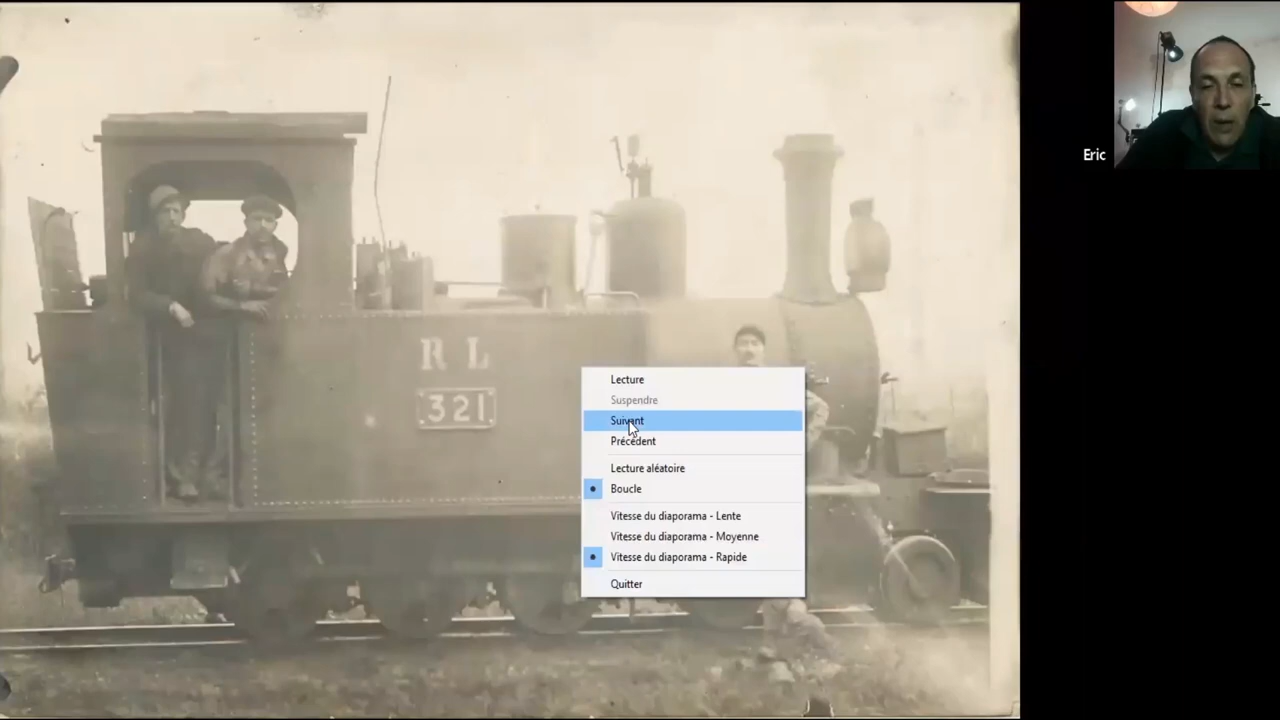 Eric
R L
321
Lecture
Suspendre
Suivant
Précédent
Lecture aléatoire
Boucle
Vitesse du diaporama - Lente
Vitesse du diaporama - Moyenne
Vitesse du diaporama - Rapide
Quitter